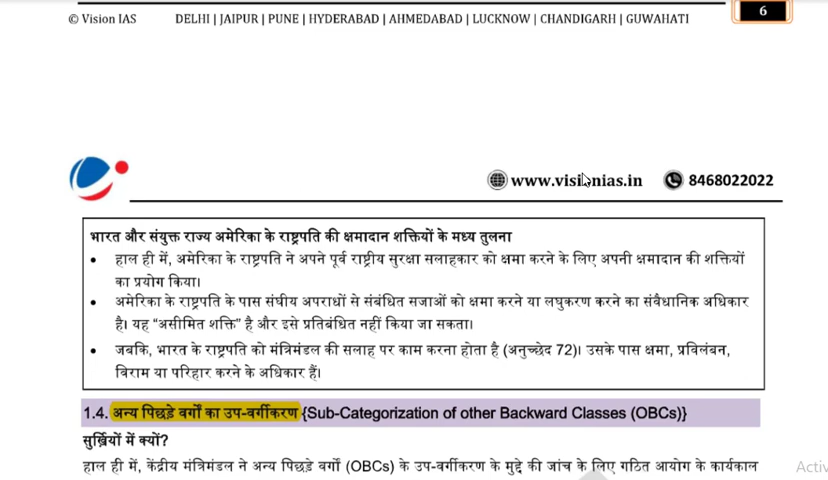 © Vision IAS DELHI | JAIPUR | PUNE | HYDERABAD | AHMEDABAD | LUCKNOW | CHANDIGARH | GUWAHATI 6
www.visionias.in 8468022022
भारत और संयुक्त राज्य अमेरिका के राष्ट्रपति की क्षमादान शक्तियों के मध्य तुलना
• हाल ही में, अमेरिका के राष्ट्रपति ने अपने पूर्व राष्ट्रीय सुरक्षा सलाहकार को क्षमा करने के लिए अपनी क्षमादान की शक्तियों
का प्रयोग किया।
• अमेरिका के राष्ट्रपति के पास संघीय अपराधों से संबंधित सजाओं को क्षमा करने या लघुकरण करने का संवैधानिक अधिकार
है। यह "असीमित शक्ति" है और इसे प्रतिबंधित नहीं किया जा सकता।
• जबकि, भारत के राष्ट्रपति को मंत्रिमंडल की सलाह पर काम करना होता है (अनुच्छेद 72)। उसके पास क्षमा, प्रविलंबन,
विराम या परिहार करने के अधिकार हैं।
1.4. अन्य पिछड़े वर्गों का उप-वर्गीकरण {Sub-Categorization of other Backward Classes (OBCs)}
सुर्ख़ियों में क्यों?
हाल ही में, केंद्रीय मंत्रिमंडल ने अन्य पिछड़े वर्गों (OBCs) के उप-वर्गीकरण के मुद्दे की जांच के लिए गठित आयोग के कार्यकाल
Activ